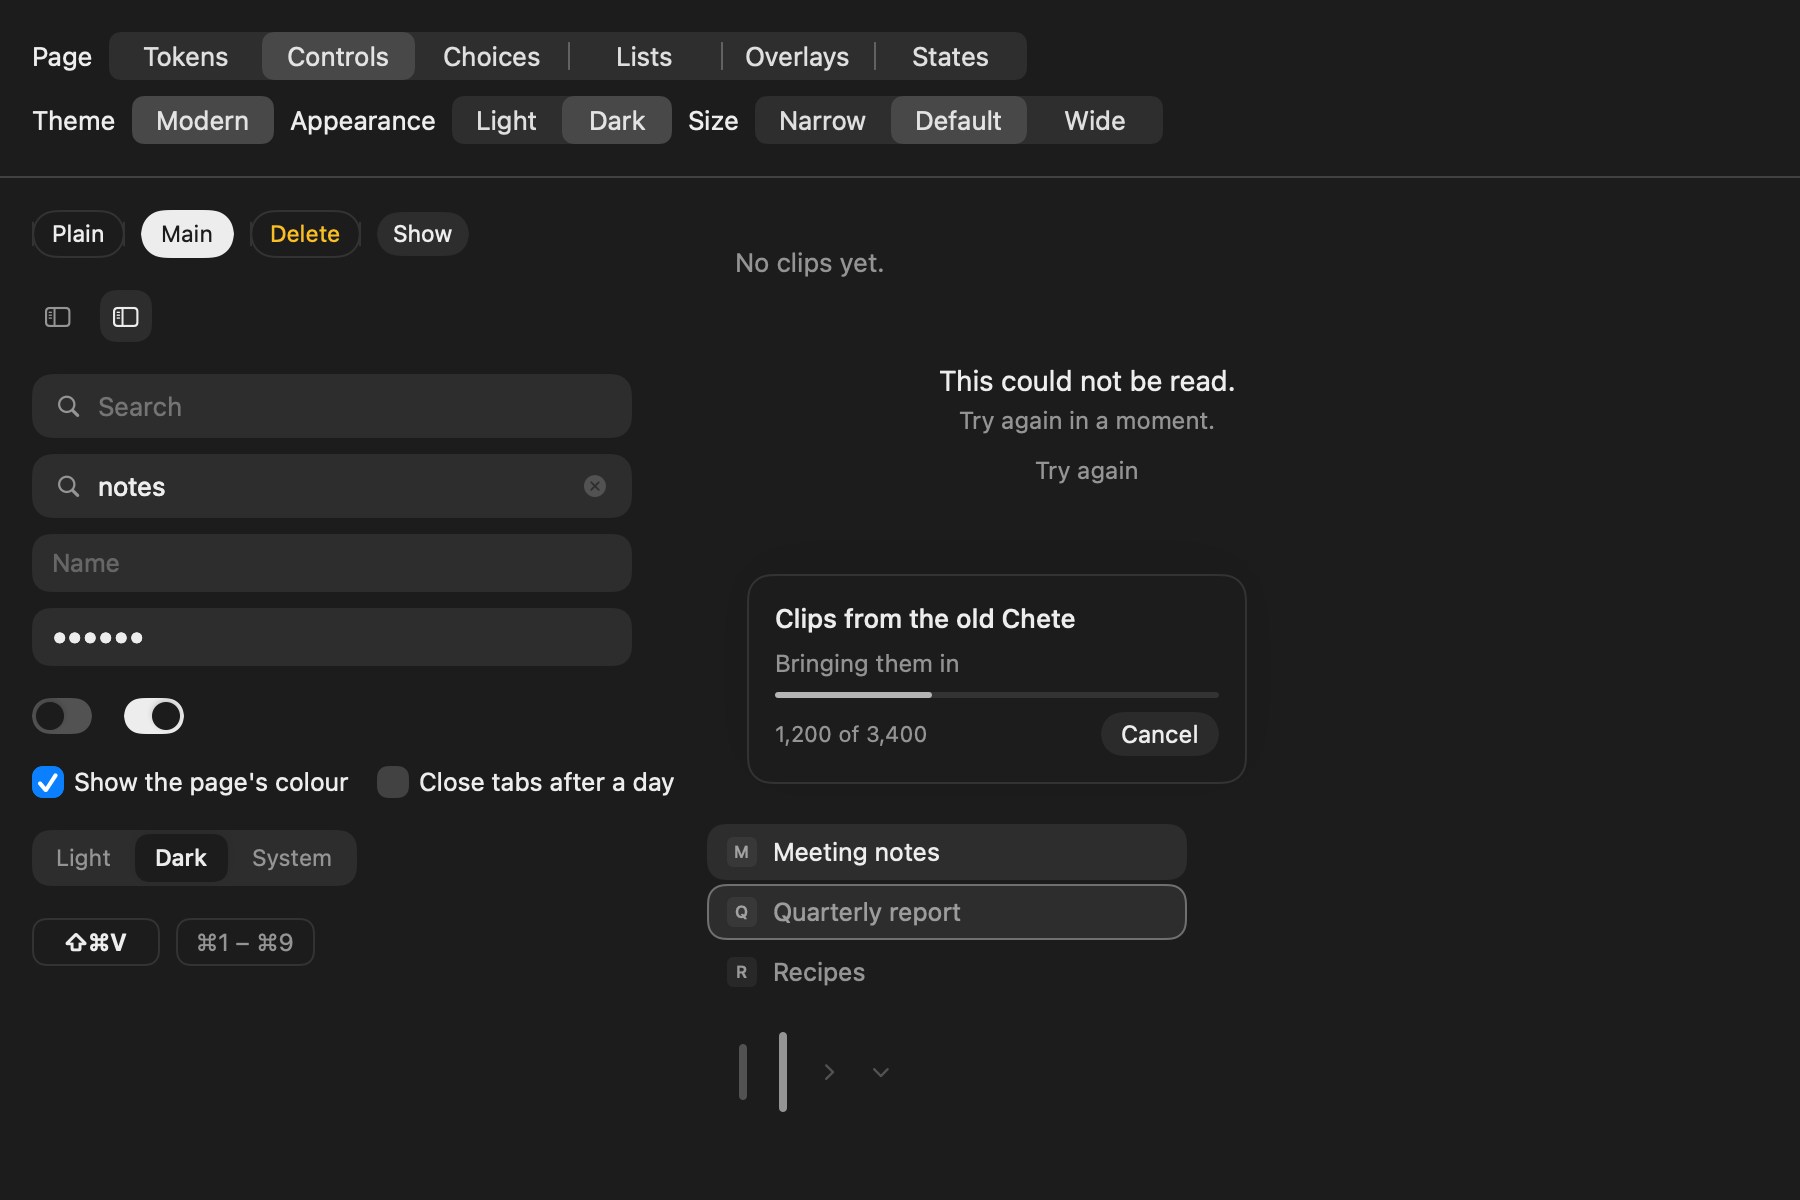 Page Tokens Controls Choices Lists Overlays States
Theme Modern Appearance Light Dark Size Narrow Default Wide
Plain Main Delete Show
Search
notes
Name
Show the page's colour Close tabs after a day
Light Dark System
⇧⌘V ⌘1 – ⌘9
No clips yet.
This could not be read.
Try again in a moment.
Try again
Clips from the old Chete
Bringing them in
1,200 of 3,400 Cancel
M Meeting notes
Q Quarterly report
R Recipes